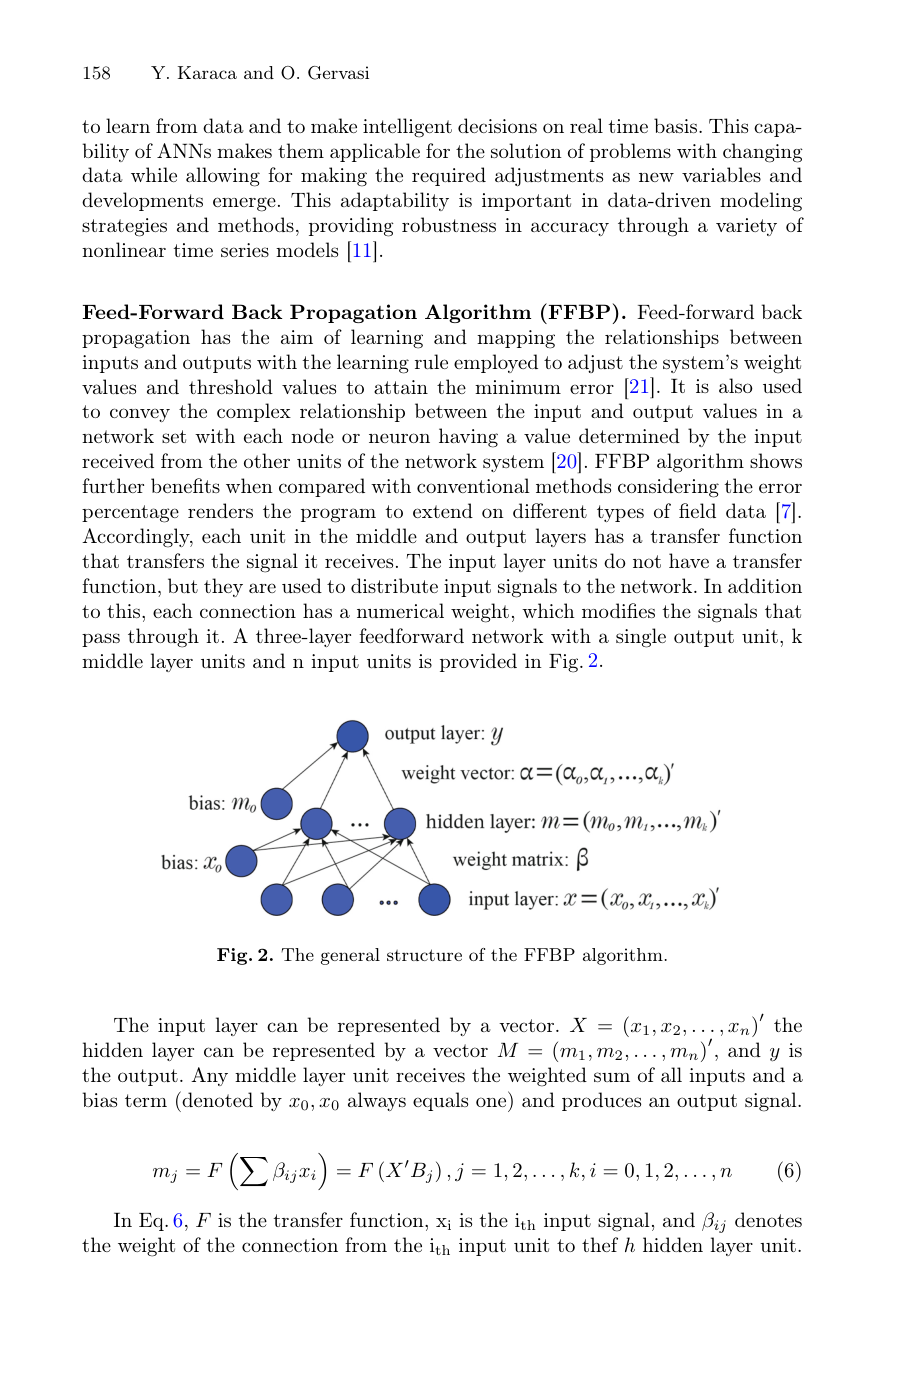 158 Y. Karaca and O. Gervasi
to learn from data and to make intelligent decisions on real time basis. This capa-
bility of ANNs makes them applicable for the solution of problems with changing
data while allowing for making the required adjustments as new variables and
developments emerge. This adaptability is important in data-driven modeling
strategies and methods, providing robustness in accuracy through a variety of
nonlinear time series models [11].
Feed-Forward Back Propagation Algorithm (FFBP). Feed-forward back
propagation has the aim of learning and mapping the relationships between
inputs and outputs with the learning rule employed to adjust the system's weight
values and threshold values to attain the minimum error [21]. It is also used
to convey the complex relationship between the input and output values in a
network set with each node or neuron having a value determined by the input
received from the other units of the network system [20]. FFBP algorithm shows
further benefits when compared with conventional methods considering the error
percentage renders the program to extend on different types of field data [7].
Accordingly, each unit in the middle and output layers has a transfer function
that transfers the signal it receives. The input layer units do not have a transfer
function, but they are used to distribute input signals to the network. In addition
to this, each connection has a numerical weight, which modifies the signals that
pass through it. A three-layer feedforward network with a single output unit, k
middle layer units and n input units is provided in Fig. 2.
output layer: y
weight vector: α=(α₀,α₁,...,αₖ)′
bias: m₀
hidden layer: m=(m₀,m₁,...,mₖ)′
...
weight matrix: β
bias: x₀
...
input layer: x=(x₀,x₁,...,xₖ)′
Fig. 2. The general structure of the FFBP algorithm.
The input layer can be represented by a vector. X = (x₁, x₂, . . . , xₙ)′ the
hidden layer can be represented by a vector M = (m₁, m₂, . . . , mₙ)′, and y is
the output. Any middle layer unit receives the weighted sum of all inputs and a
bias term (denoted by x₀, x₀ always equals one) and produces an output signal.
mⱼ = F (∑ βᵢⱼxᵢ) = F (X′Bⱼ) , j = 1, 2, . . . , k, i = 0, 1, 2, . . . , n (6)
In Eq. 6, F is the transfer function, xᵢ is the iₜₕ input signal, and βᵢⱼ denotes
the weight of the connection from the iₜₕ input unit to thef h hidden layer unit.